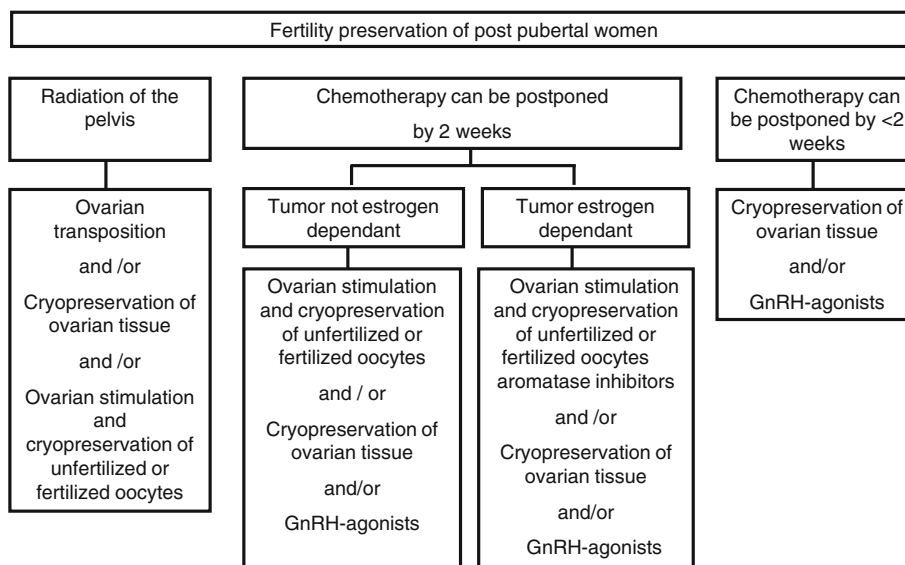 Fertility preservation of post pubertal women
Radiation of the
pelvis
Ovarian
transposition
and /or
Cryopreservation of
ovarian tissue
and /or
Ovarian stimulation
and
cryopreservation of
unfertilized or
fertilized oocytes
Chemotherapy can be postponed
by 2 weeks
Tumor not estrogen
dependant
Ovarian stimulation
and cryopreservation
of unfertilized or
fertilized oocytes
and / or
Cryopreservation of
ovarian tissue
and/or
GnRH-agonists
Tumor estrogen
dependant
Ovarian stimulation
and cryopreservation
of unfertilized or
fertilized oocytes
aromatase inhibitors
and /or
Cryopreservation of
ovarian tissue
and/or
GnRH-agonists
Chemotherapy can
be postponed by <2
weeks
Cryopreservation of
ovarian tissue
and/or
GnRH-agonists